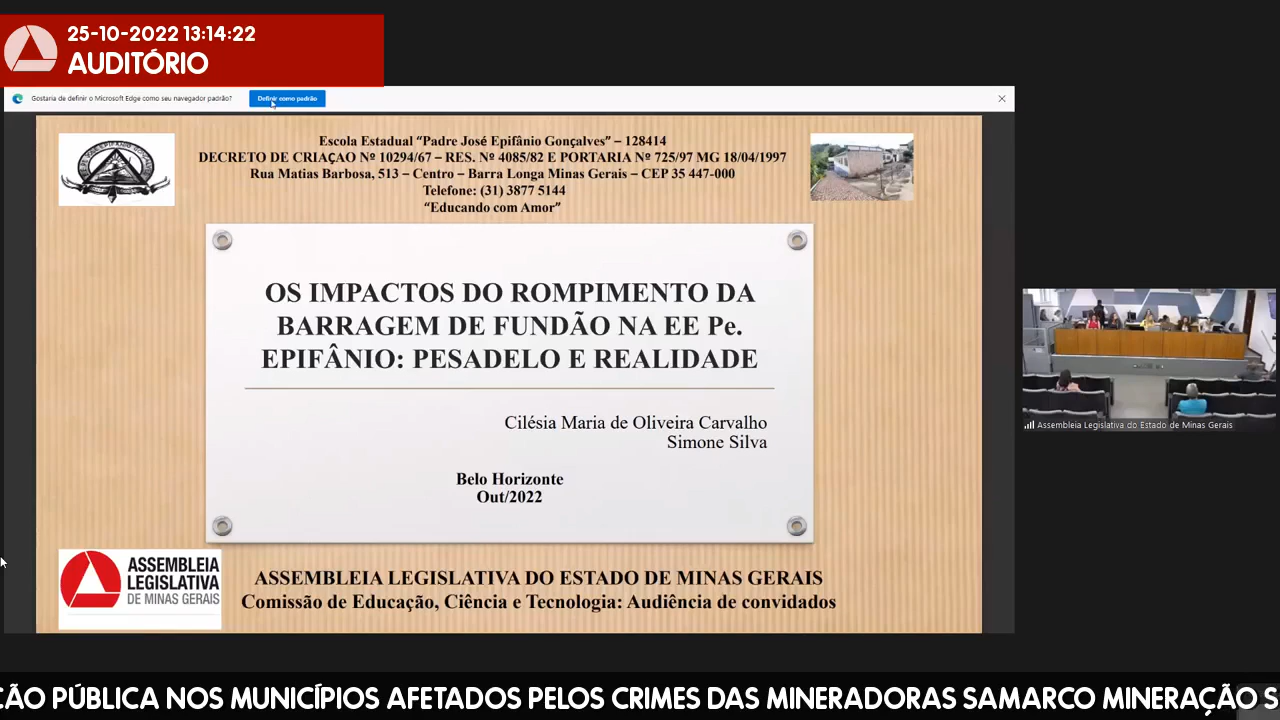 25-10-2022 13:14:22
AUDITÓRIO
Gostaria de definir o Microsoft Edge como seu navegador padrão?
Definir como padrão
Escola Estadual “Padre José Epifânio Gonçalves” – 128414
DECRETO DE CRIAÇAO Nº 10294/67 – RES. Nº 4085/82 E PORTARIA Nº 725/97 MG 18/04/1997
Rua Matias Barbosa, 513 – Centro – Barra Longa Minas Gerais – CEP 35 447-000
Telefone: (31) 3877 5144
“Educando com Amor”
OS IMPACTOS DO ROMPIMENTO DA
BARRAGEM DE FUNDÃO NA EE Pe.
EPIFÂNIO: PESADELO E REALIDADE
Cilésia Maria de Oliveira Carvalho
Simone Silva
Belo Horizonte
Out/2022
Assembleia Legislativa do Estado de Minas Gerais
ASSEMBLEIA
LEGISLATIVA
DE MINAS GERAIS
ASSEMBLEIA LEGISLATIVA DO ESTADO DE MINAS GERAIS
Comissão de Educação, Ciência e Tecnologia: Audiência de convidados
ÇÃO PÚBLICA NOS MUNICÍPIOS AFETADOS PELOS CRIMES DAS MINERADORAS SAMARCO MINERAÇÃO S